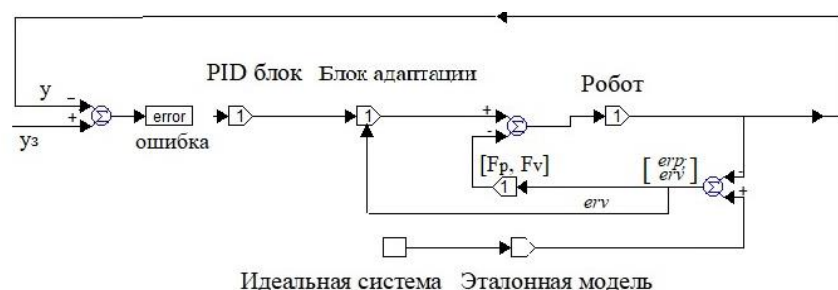 PID блок Блок адаптации
Робот
y
−
+
Σ
error
1
1
+
-
Σ
1
yз
ошибка
[Fp, Fv]
1
[erp, erv]
-
Σ
+
erv
Идеальная система Эталонная модель